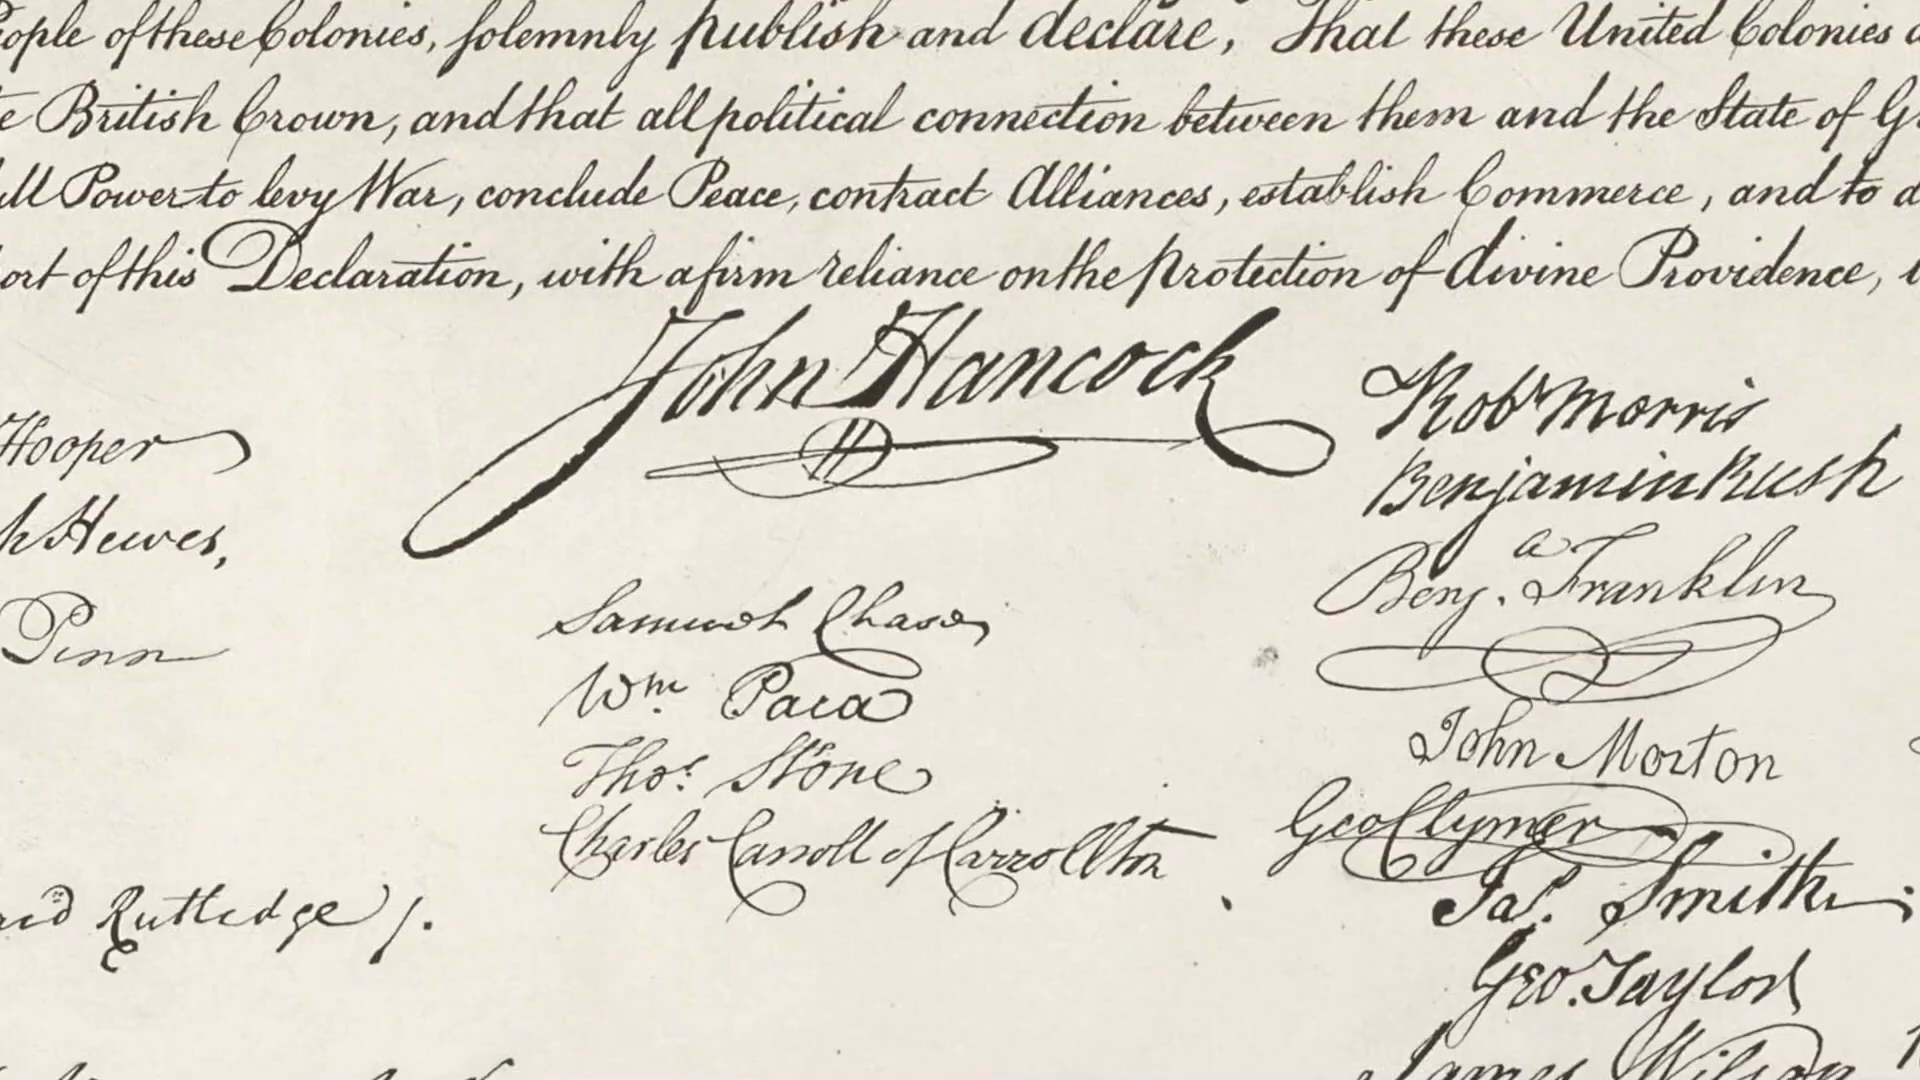 ople of these Colonies, solemnly publish and declare, That these United Colonies a
e British Crown, and that all political connection between them and the State of Gr
ull Power to levy War, conclude Peace, contract Alliances, establish Commerce, and to d
ort of this Declaration, with a firm reliance on the protection of divine Providence,
John Hancock
Hooper
h Hewes,
Penn
Rutledge /.
Samuel Chase
Wm. Paca
Thos. Stone
Charles Carroll of Carrollton
Robt Morris
Benjamin Rush
Benj. a Franklin
John Morton
Geo Clymer
Jas. Smith
Geo. Taylor
James Wilson